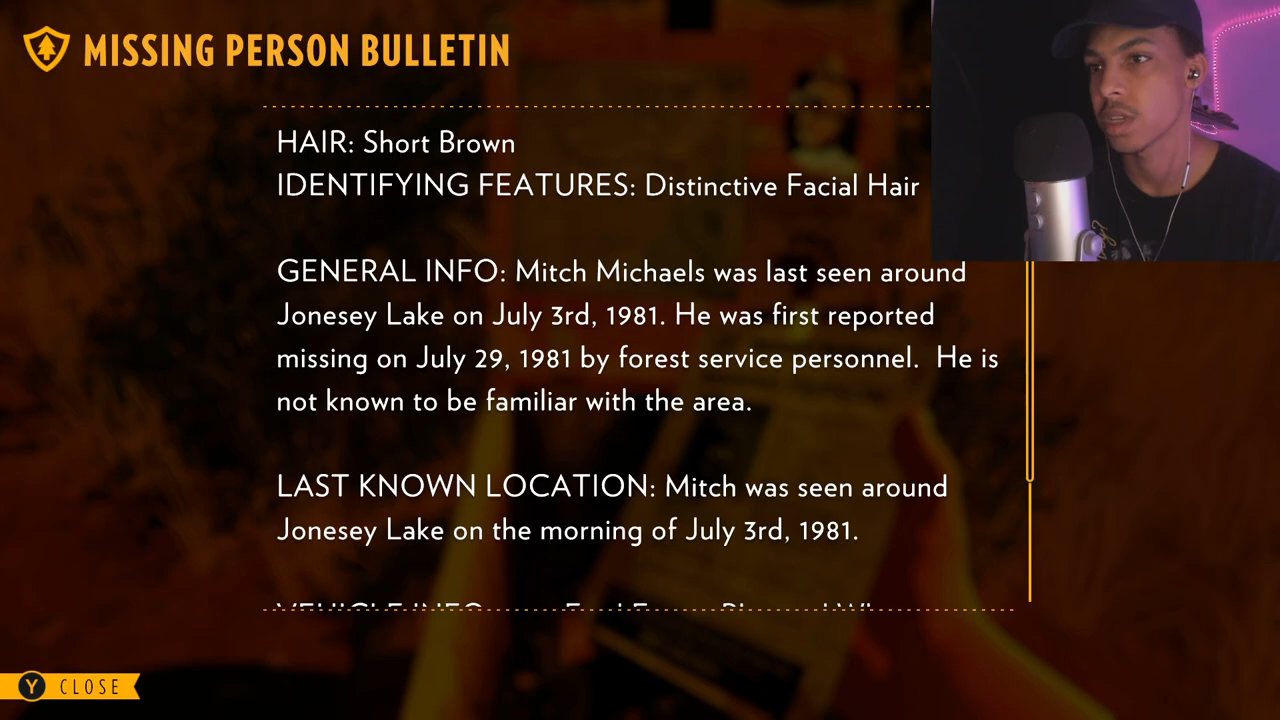 MISSING PERSON BULLETIN
HAIR: Short Brown
IDENTIFYING FEATURES: Distinctive Facial Hair
GENERAL INFO: Mitch Michaels was last seen around
Jonesey Lake on July 3rd, 1981. He was first reported
missing on July 29, 1981 by forest service personnel.  He is
not known to be familiar with the area.
LAST KNOWN LOCATION: Mitch was seen around
Jonesey Lake on the morning of July 3rd, 1981.
Y CLOSE